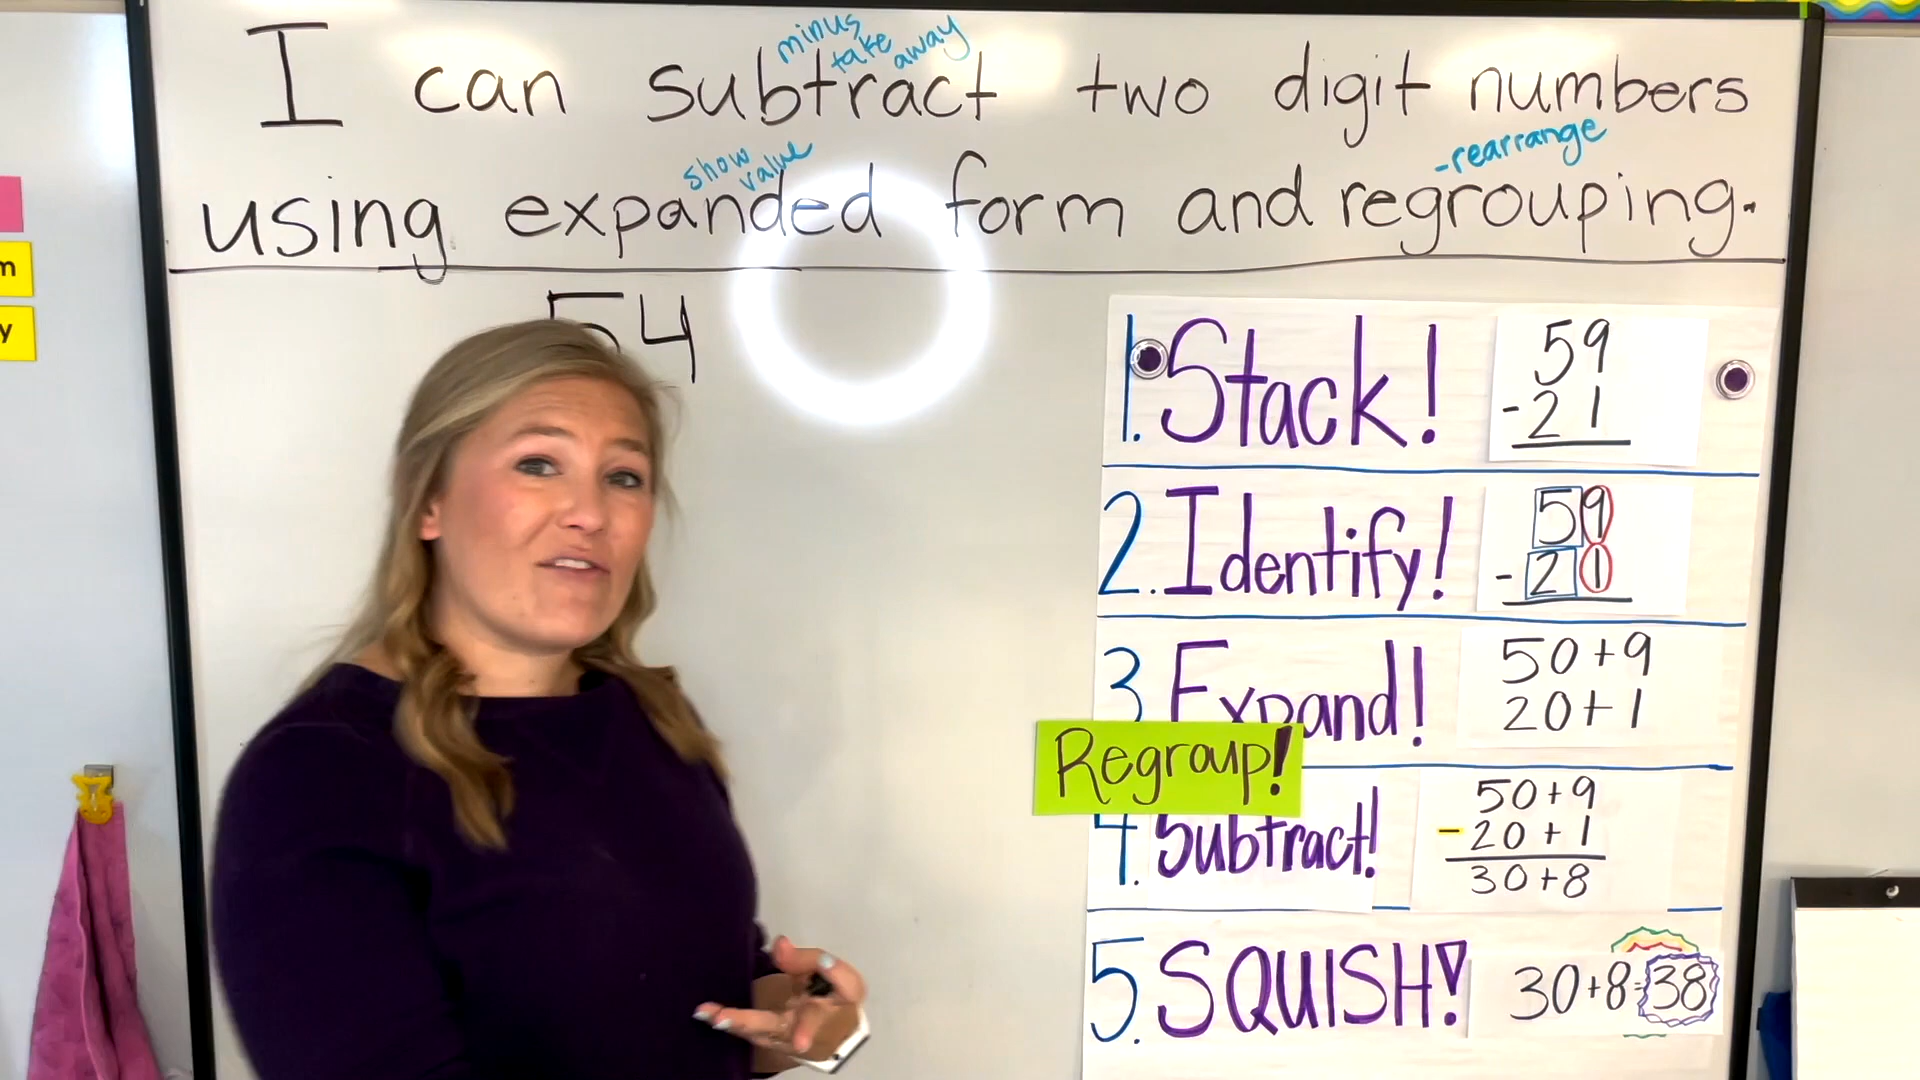 minus
take away
I can subtract two digit numbers
show value
-rearrange
using expanded form and regrouping.
m
y
54
1. Stack!
59
-21
2. Identify!
59
-21
3 Expand!
50+9
20+1
Regroup!
4. Subtract!
50+9
-20+1
30+8
5. SQUISH!
30+8=38